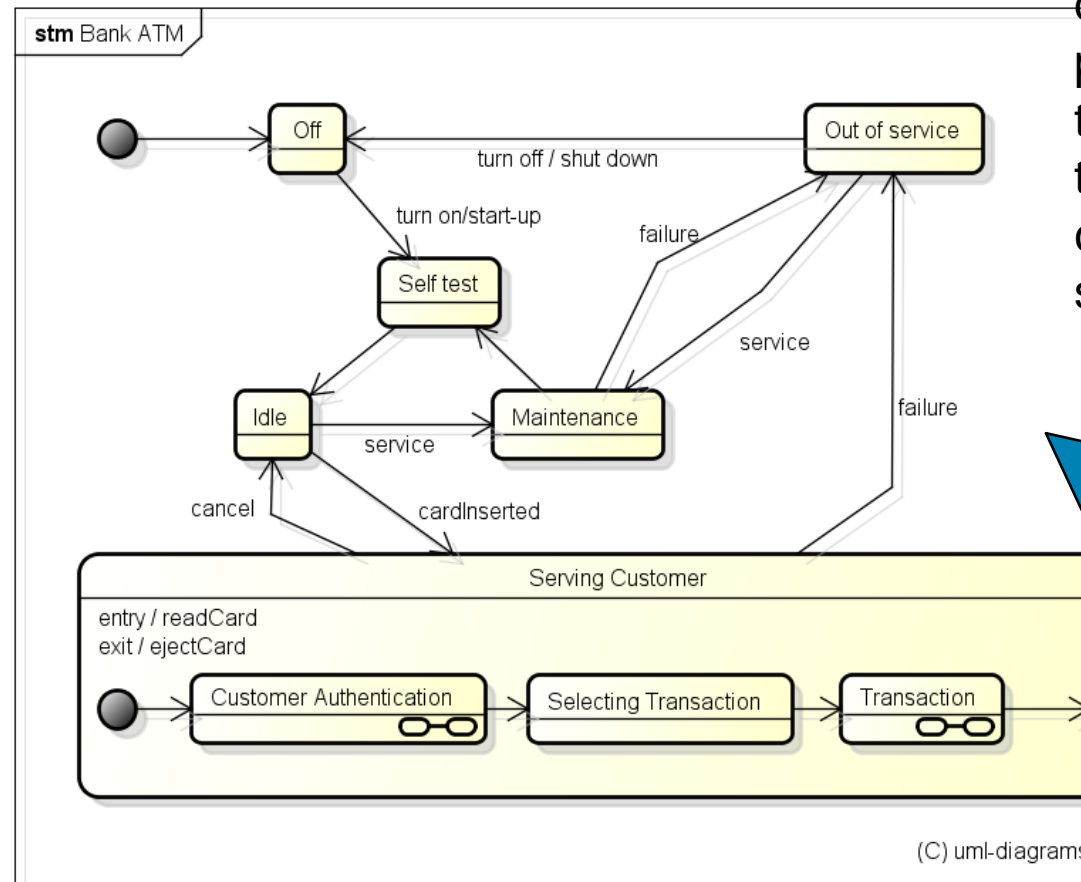 stm Bank ATM
Off
Out of service
turn off / shut down
turn on/start-up
failure
Self test
service
Idle
Maintenance
service
failure
cancel
cardInserted
Serving Customer
entry / readCard
exit / ejectCard
Customer Authentication
Selecting Transaction
Transaction
(C) uml-diagrams